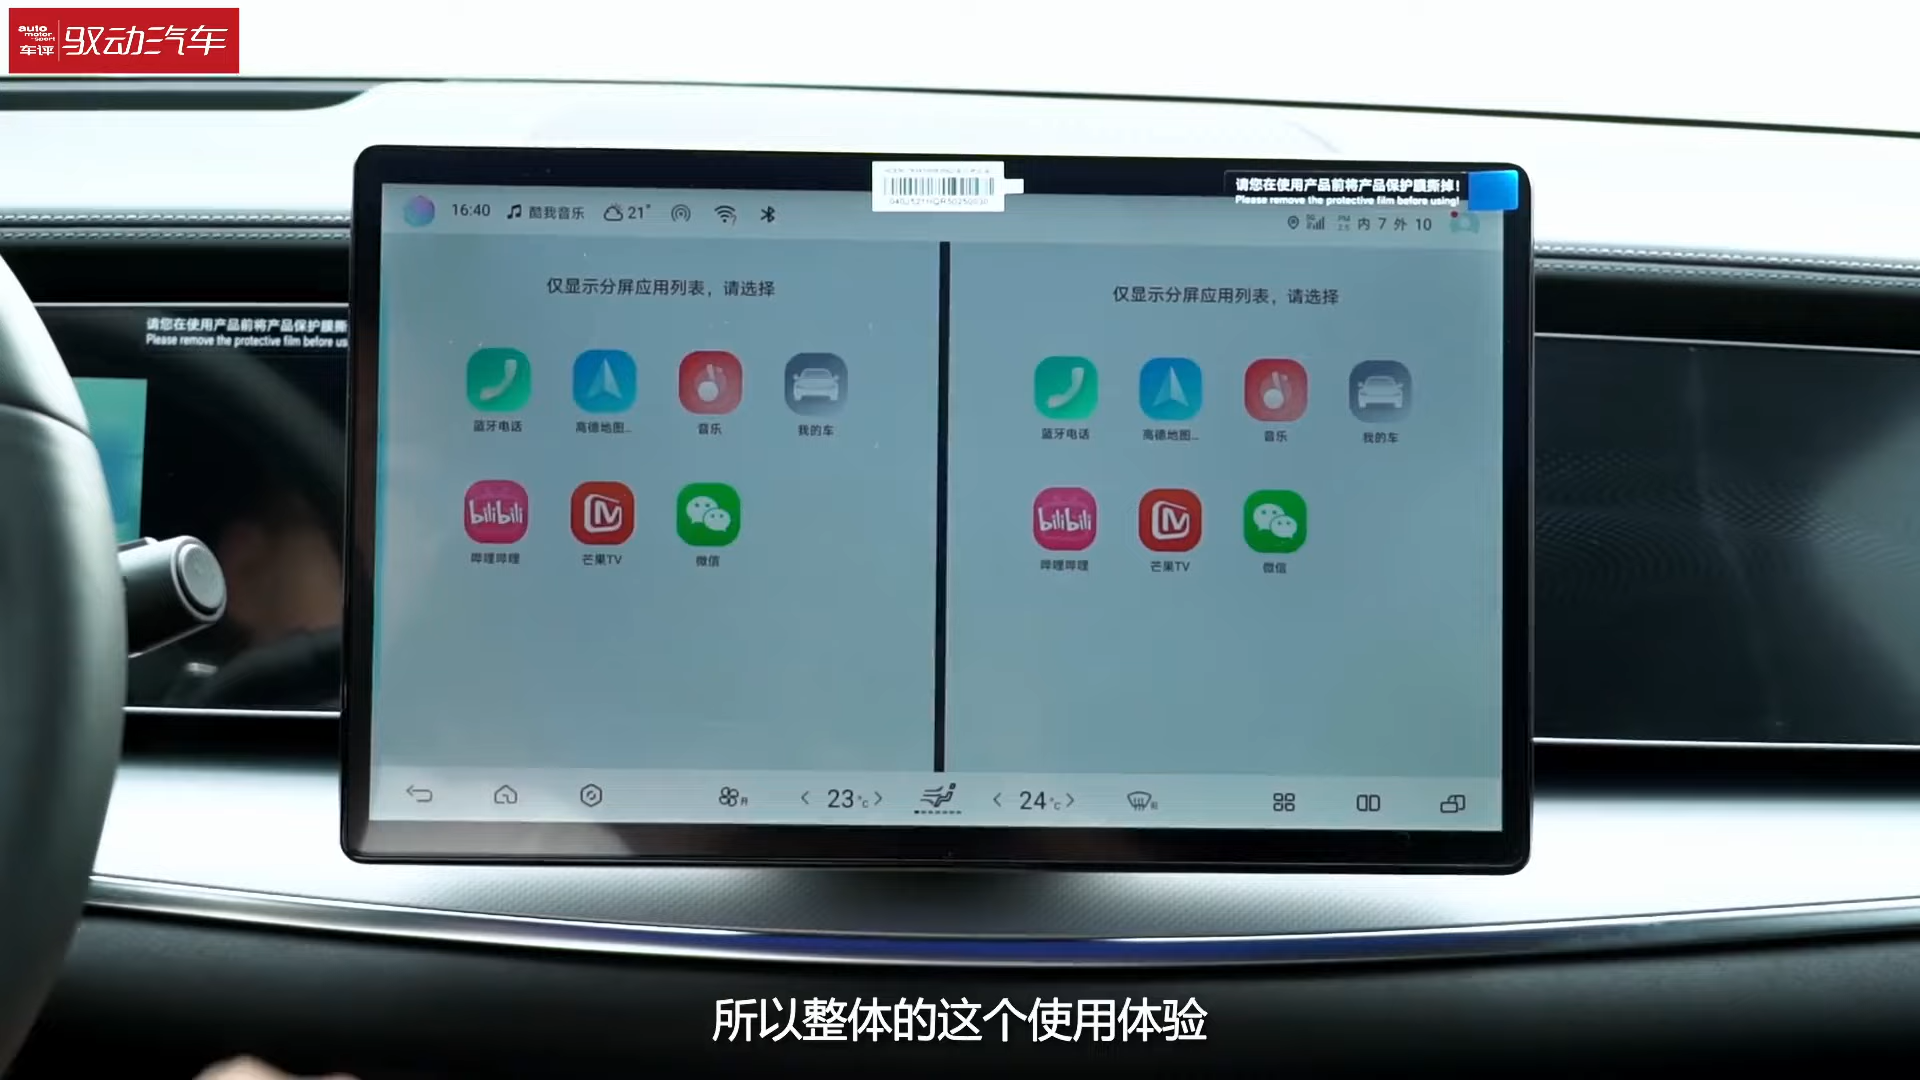 auto
motor
sport
车评
驭动汽车
请您在使用产品前将产品保护膜撕掉！
Please remove the protective film before using!
16:40
酷我音乐
21°
PM
2.5
内 7 外 10
仅显示分屏应用列表，请选择
仅显示分屏应用列表，请选择
请您在使用产品前将产品保护膜撕
Please remove the protective film before us
蓝牙电话
高德地图...
音乐
我的车
蓝牙电话
高德地图...
音乐
我的车
bilibili
哔哩哔哩
芒果TV
微信
bilibili
哔哩哔哩
芒果TV
微信
23°C
24°C
所以整体的这个使用体验